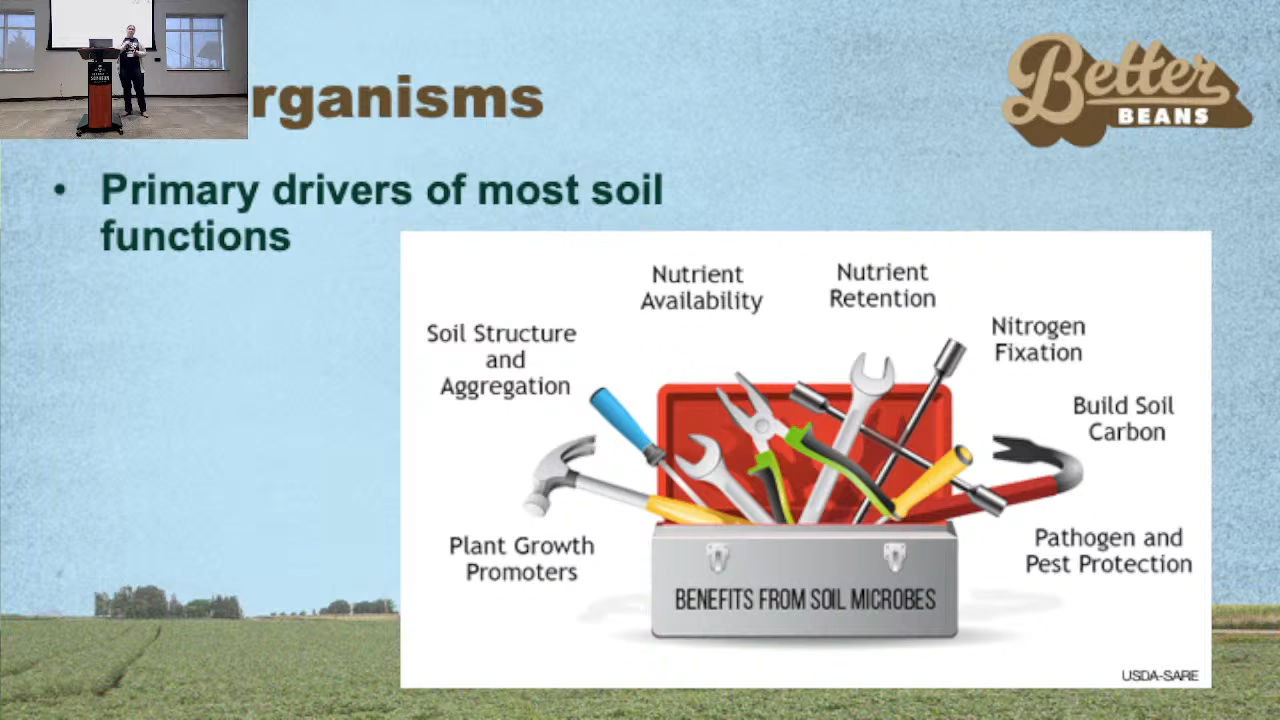 rganisms
Better
BEANS
• Primary drivers of most soil
functions
Nutrient
Availability
Nutrient
Retention
Soil Structure
and
Aggregation
Nitrogen
Fixation
Build Soil
Carbon
Plant Growth
Promoters
Pathogen and
Pest Protection
BENEFITS FROM SOIL MICROBES
USDA-SARE